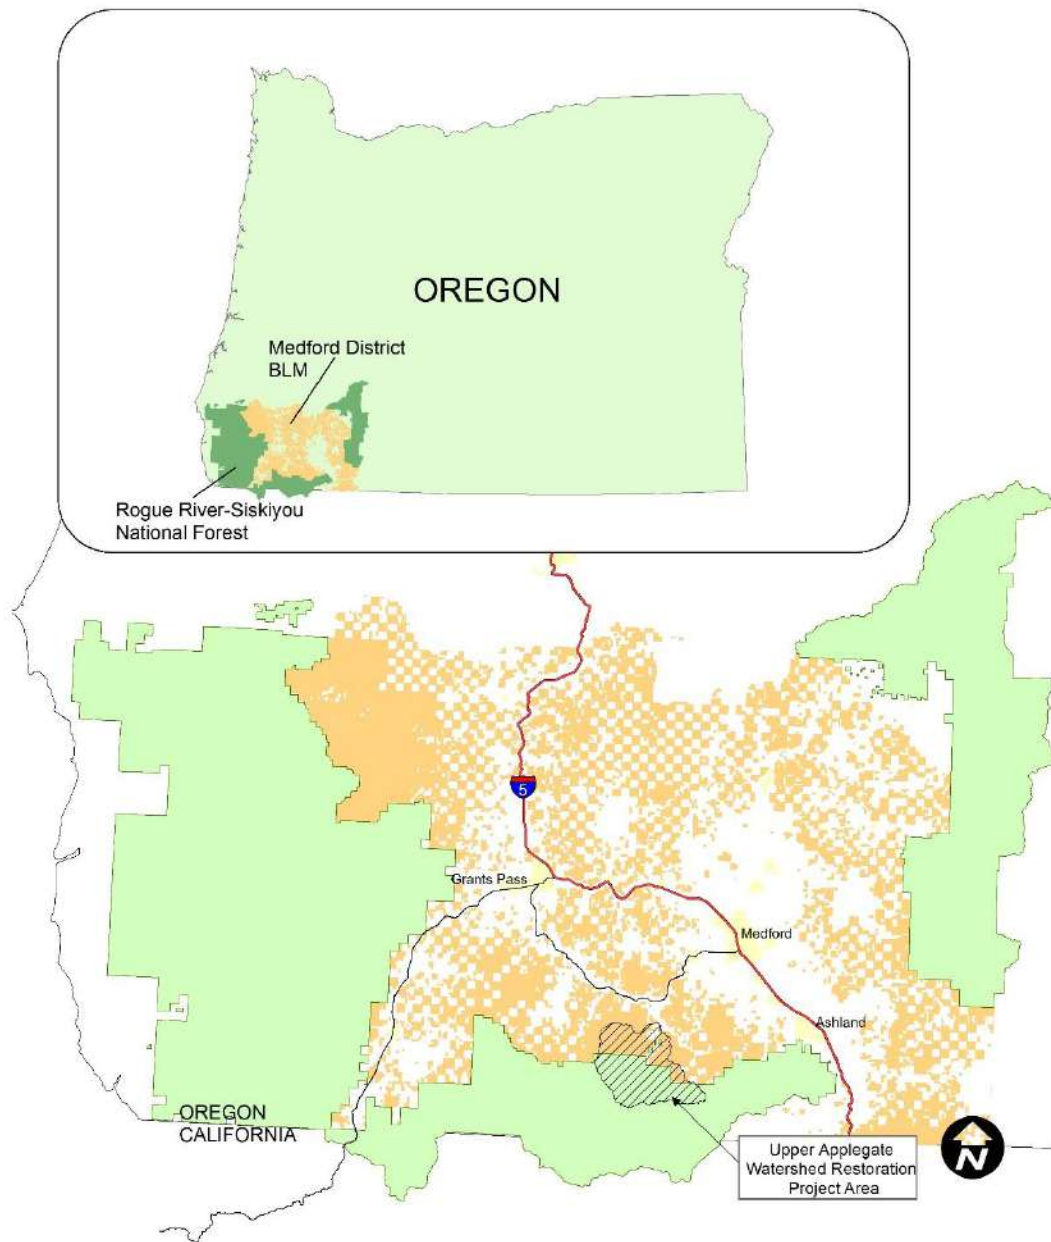 OREGON
Medford District
BLM
Rogue River-Siskiyou
National Forest
5
Grants Pass
Medford
Ashland
OREGON
CALIFORNIA
Upper Applegate
Watershed Restoration
Project Area
N